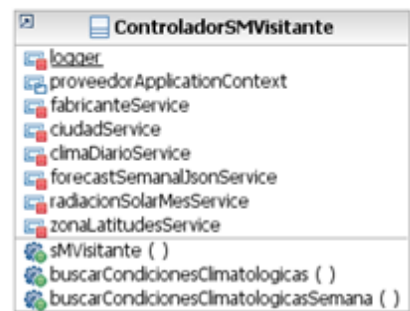 ControladorSMVisitante
logger
proveedorApplicationContext
fabricanteService
ciudadService
climaDiarioService
forecastSemanalJsonService
radiacionSolarMesService
zonaLatitudesService
sMVisitante ( )
buscarCondicionesClimatologicas ( )
buscarCondicionesClimatologicasSemana ( )